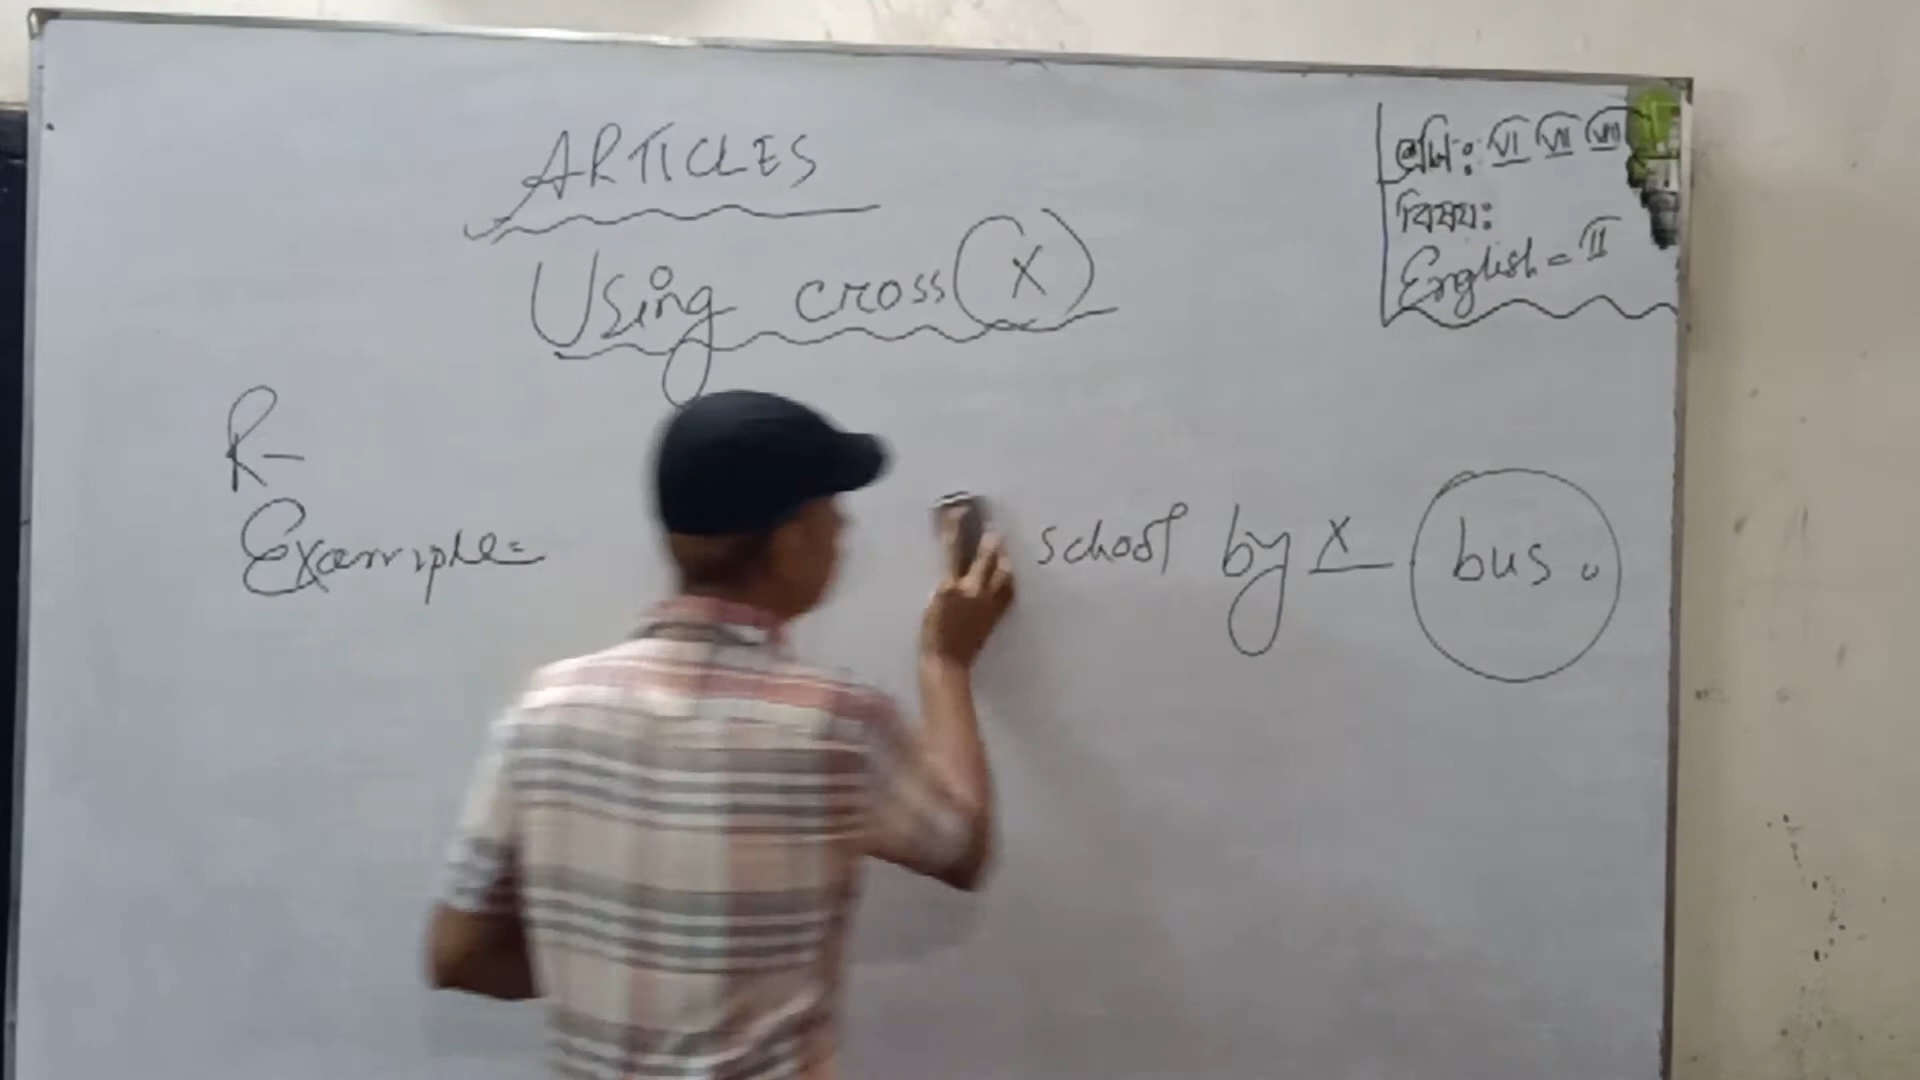 ARTICLES
Using cross (X)
R-
Example= school by x bus.
শ্রেণি: VI VII VIII
বিষয়:
English = II